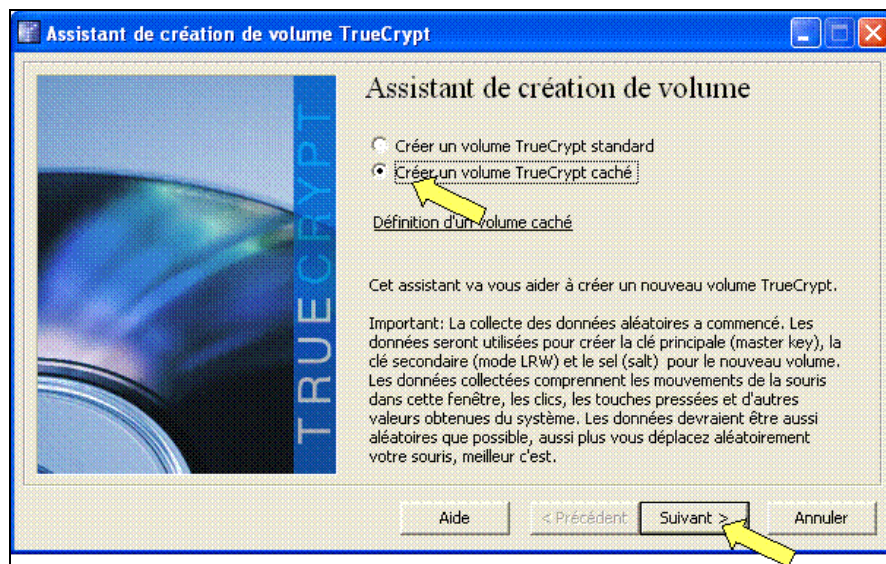 Assistant de création de volume TrueCrypt
TRUECRYPT
Assistant de création de volume
Créer un volume TrueCrypt standard
Créer un volume TrueCrypt caché
Définition d'un volume caché
Cet assistant va vous aider à créer un nouveau volume TrueCrypt.
Important: La collecte des données aléatoires a commencé. Les
données seront utilisées pour créer la clé principale (master key), la
clé secondaire (mode LRW) et le sel (salt) pour le nouveau volume.
Les données collectées comprennent les mouvements de la souris
dans cette fenêtre, les clics, les touches pressées et d'autres
valeurs obtenues du système. Les données devraient être aussi
aléatoires que possible, aussi plus vous déplacez aléatoirement
votre souris, meilleur c'est.
Aide < Précédent Suivant > Annuler